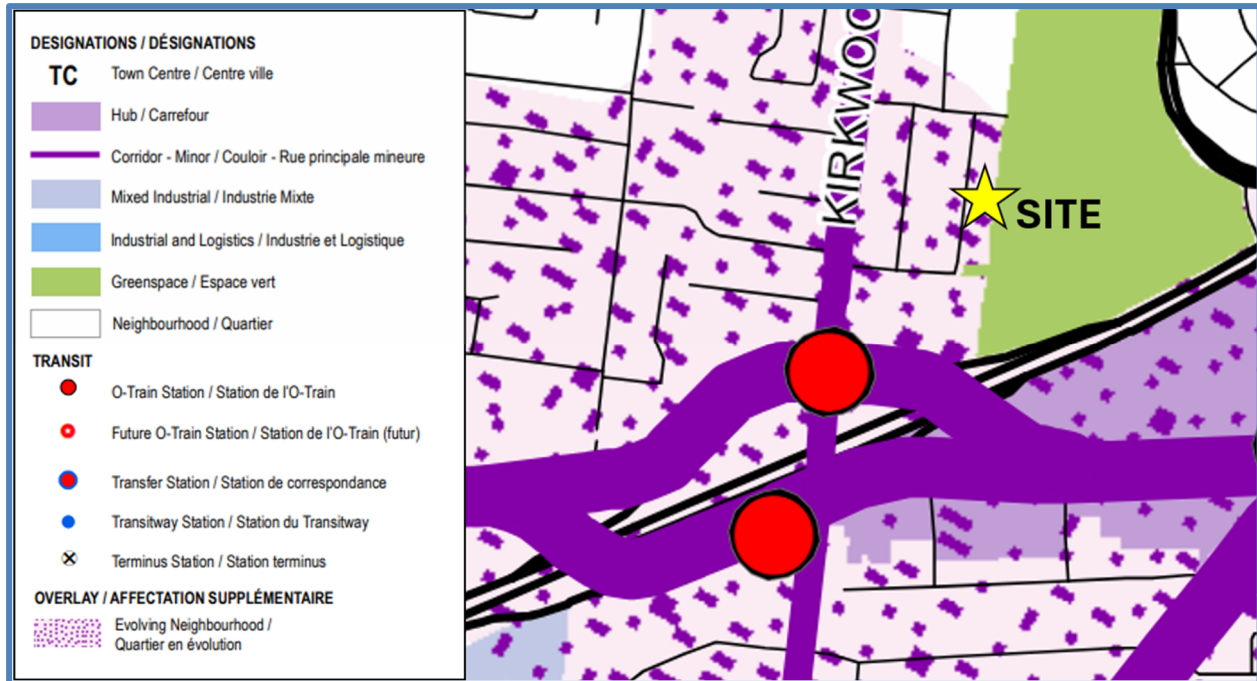 DESIGNATIONS / DÉSIGNATIONS
TC Town Centre / Centre ville
Hub / Carrefour
Corridor - Minor / Couloir - Rue principale mineure
Mixed Industrial / Industrie Mixte
Industrial and Logistics / Industrie et Logistique
Greenspace / Espace vert
Neighbourhood / Quartier
TRANSIT
O-Train Station / Station de l'O-Train
Future O-Train Station / Station de l'O-Train (futur)
Transfer Station / Station de correspondance
Transitway Station / Station du Transitway
Terminus Station / Station terminus
OVERLAY / AFFECTATION SUPPLÉMENTAIRE
Evolving Neighbourhood /
Quartier en évolution
KIRKWOO
SITE